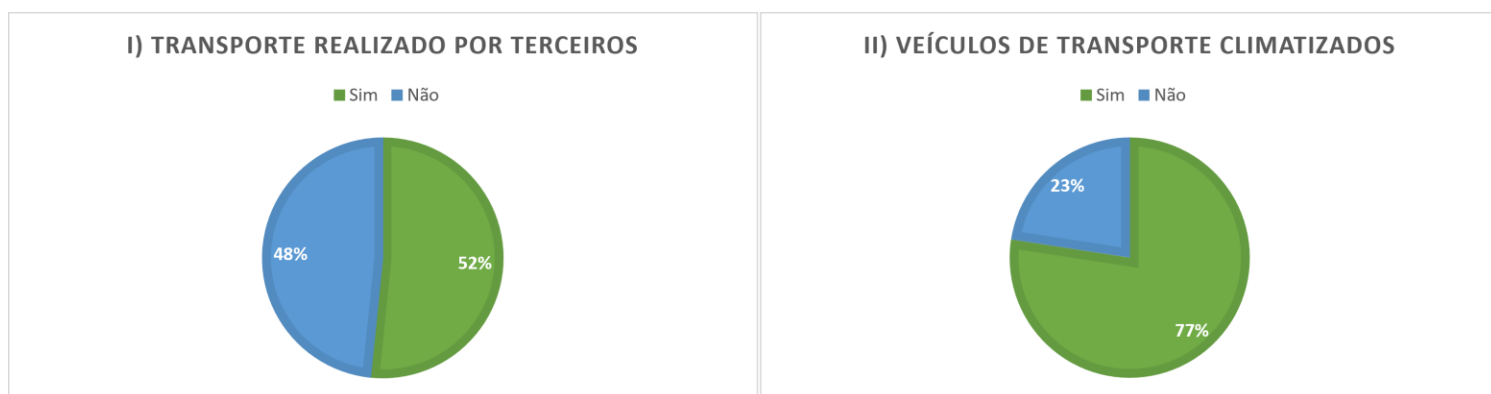 I) TRANSPORTE REALIZADO POR TERCEIROS
Sim Não
48%
52%
II) VEÍCULOS DE TRANSPORTE CLIMATIZADOS
Sim Não
23%
77%